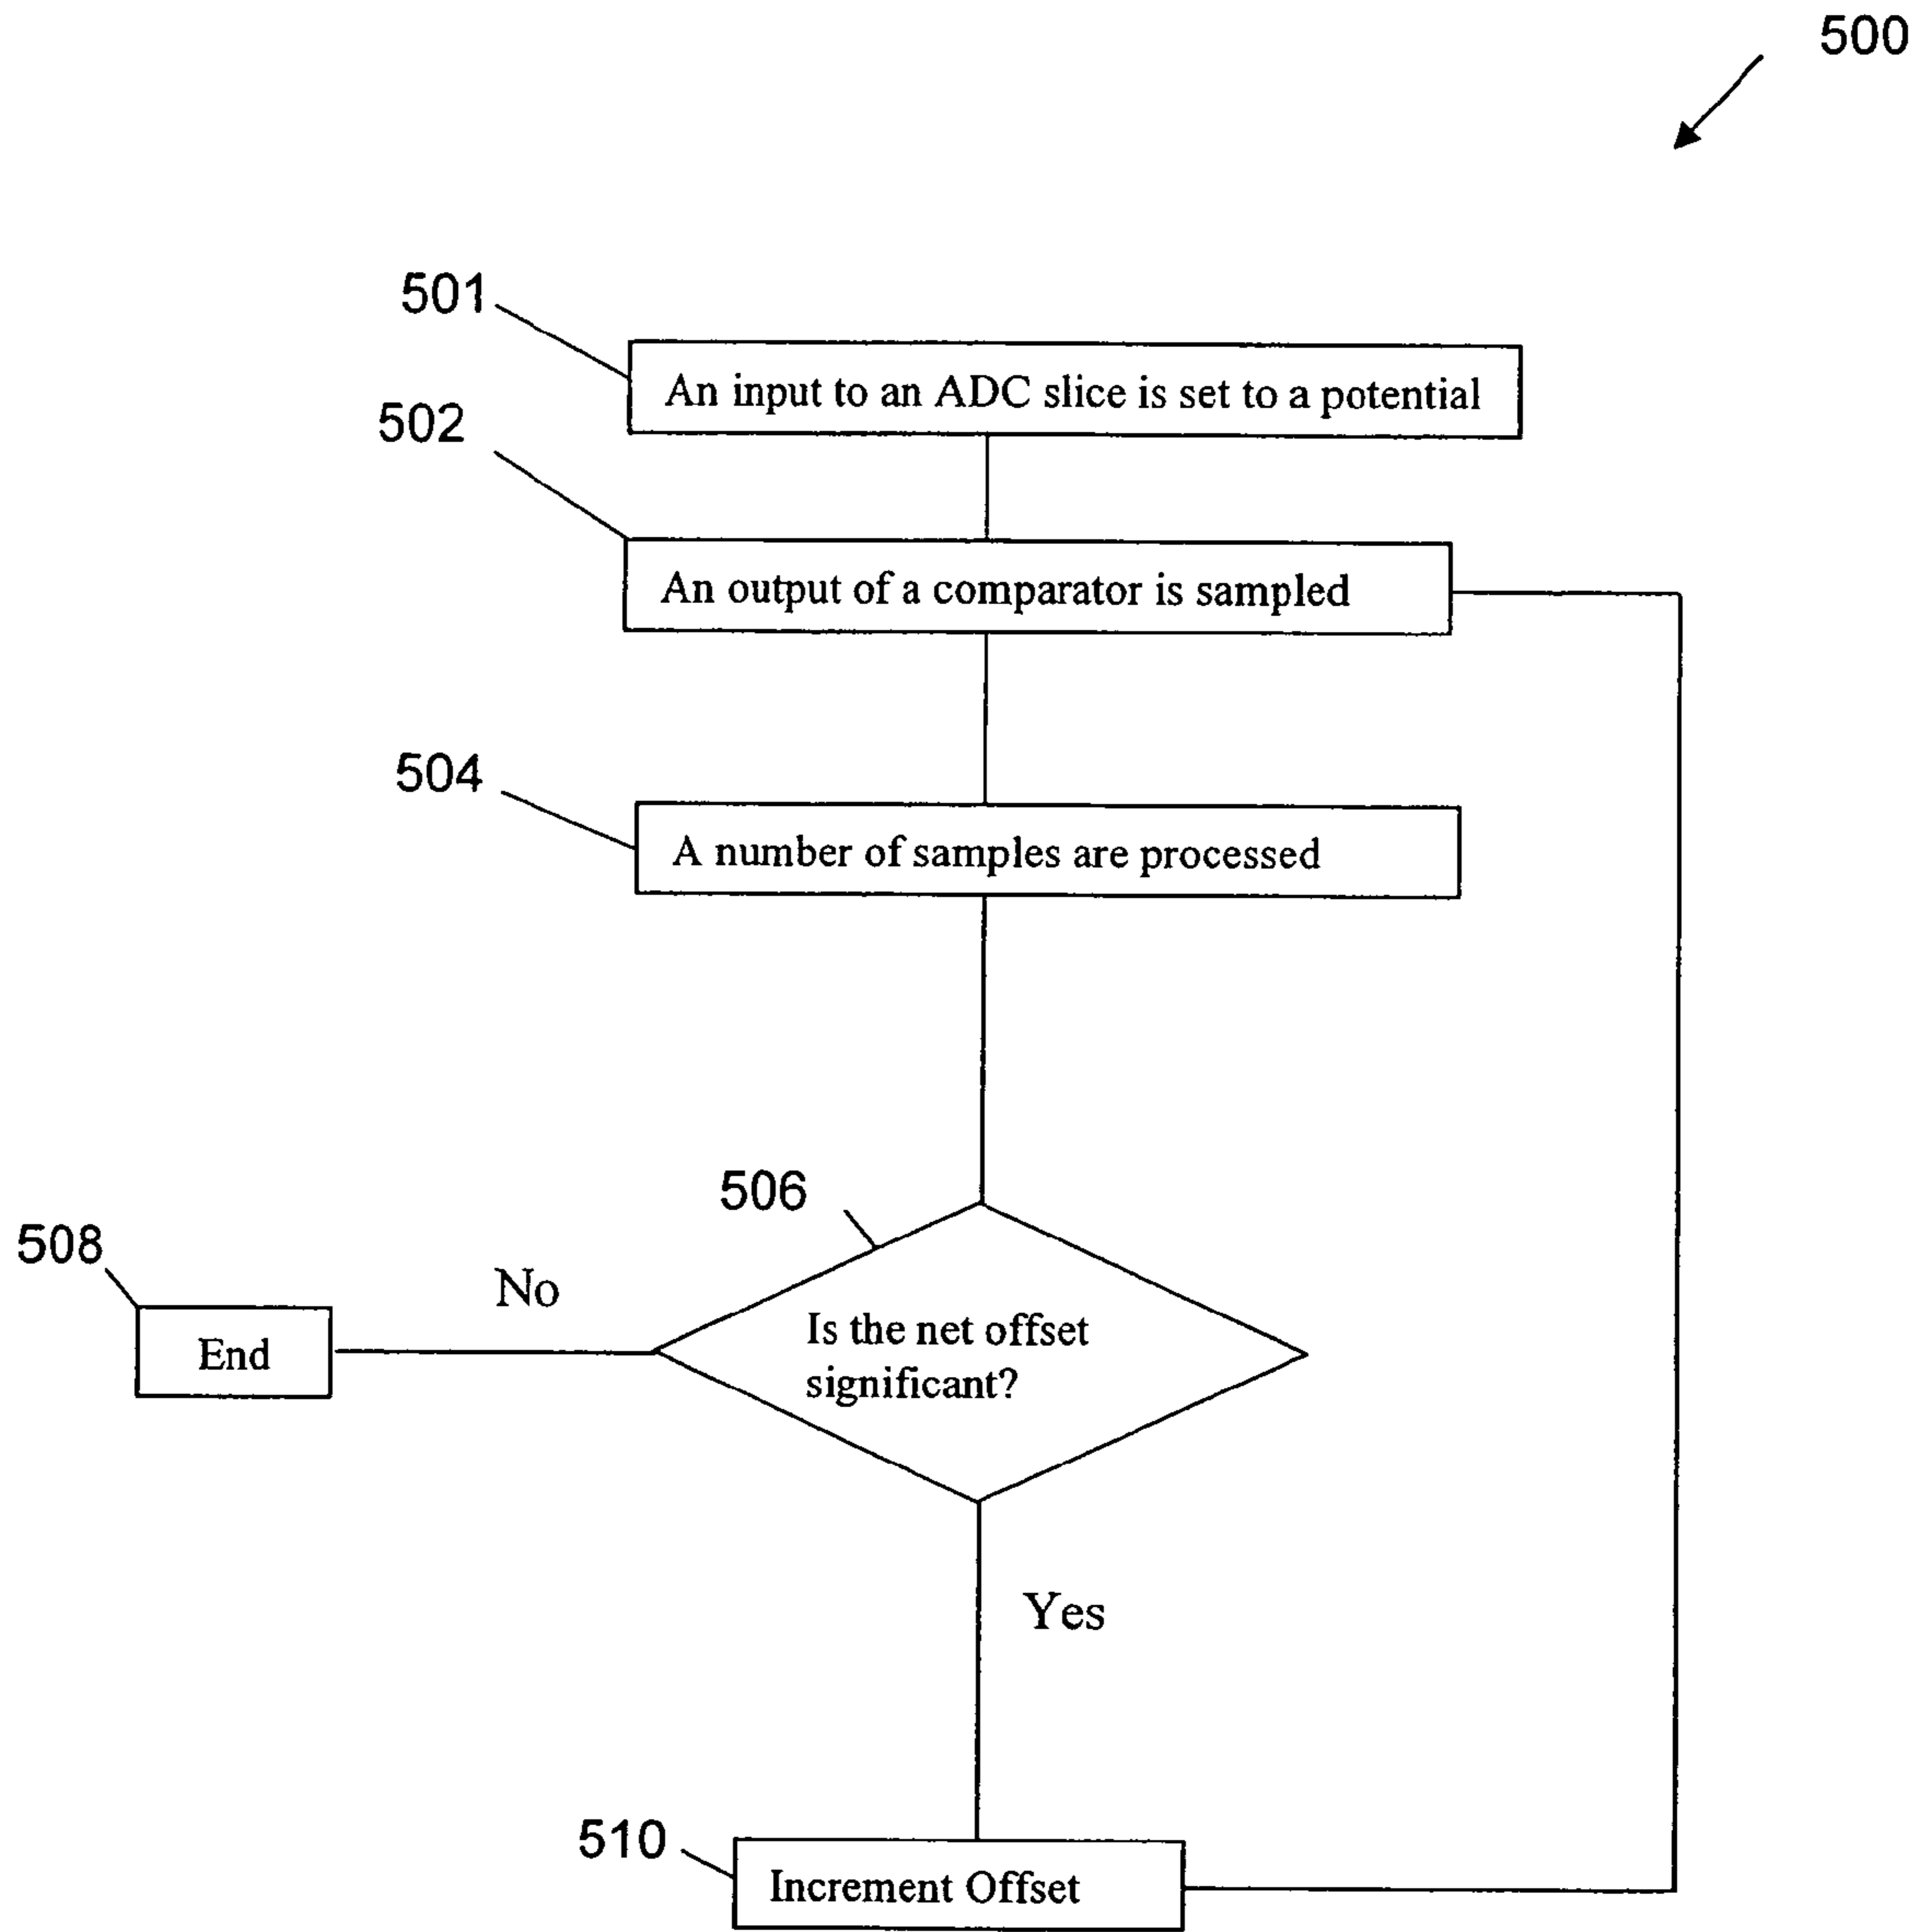 500
501
An input to an ADC slice is set to a potential
502
An output of a comparator is sampled
504
A number of samples are processed
506
508
No
Is the net offset
significant?
End
Yes
510
Increment Offset